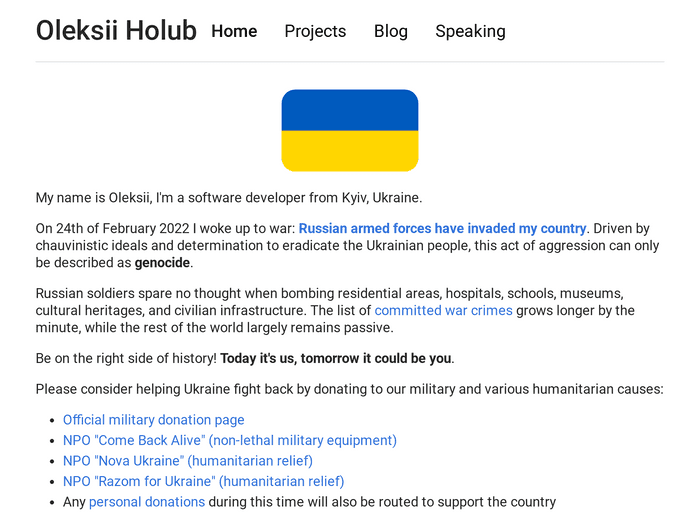 Oleksii Holub Home Projects Blog Speaking
My name is Oleksii, I'm a software developer from Kyiv, Ukraine.
On 24th of February 2022 I woke up to war: Russian armed forces have invaded my country. Driven by
chauvinistic ideals and determination to eradicate the Ukrainian people, this act of aggression can only
be described as genocide.
Russian soldiers spare no thought when bombing residential areas, hospitals, schools, museums,
cultural heritages, and civilian infrastructure. The list of committed war crimes grows longer by the
minute, while the rest of the world largely remains passive.
Be on the right side of history! Today it's us, tomorrow it could be you.
Please consider helping Ukraine fight back by donating to our military and various humanitarian causes:
• Official military donation page
• NPO "Come Back Alive" (non-lethal military equipment)
• NPO "Nova Ukraine" (humanitarian relief)
• NPO "Razom for Ukraine" (humanitarian relief)
• Any personal donations during this time will also be routed to support the country